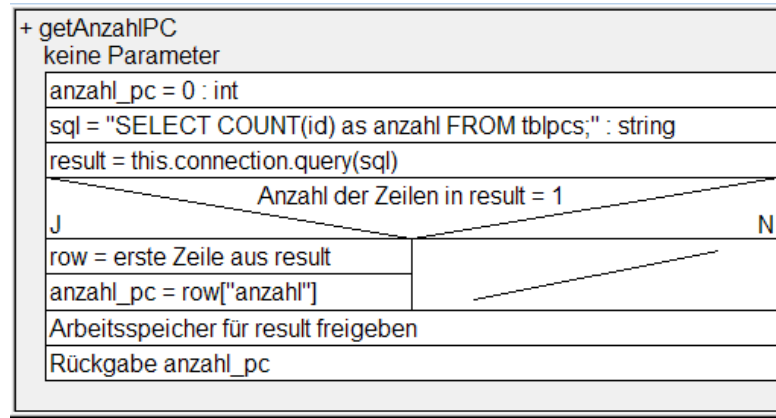 + getAnzahlPC
keine Parameter
anzahl_pc = 0 : int
sql = "SELECT COUNT(id) as anzahl FROM tblpcs;" : string
result = this.connection.query(sql)
Anzahl der Zeilen in result = 1
J N
row = erste Zeile aus result
anzahl_pc = row["anzahl"]
Arbeitsspeicher für result freigeben
Rückgabe anzahl_pc